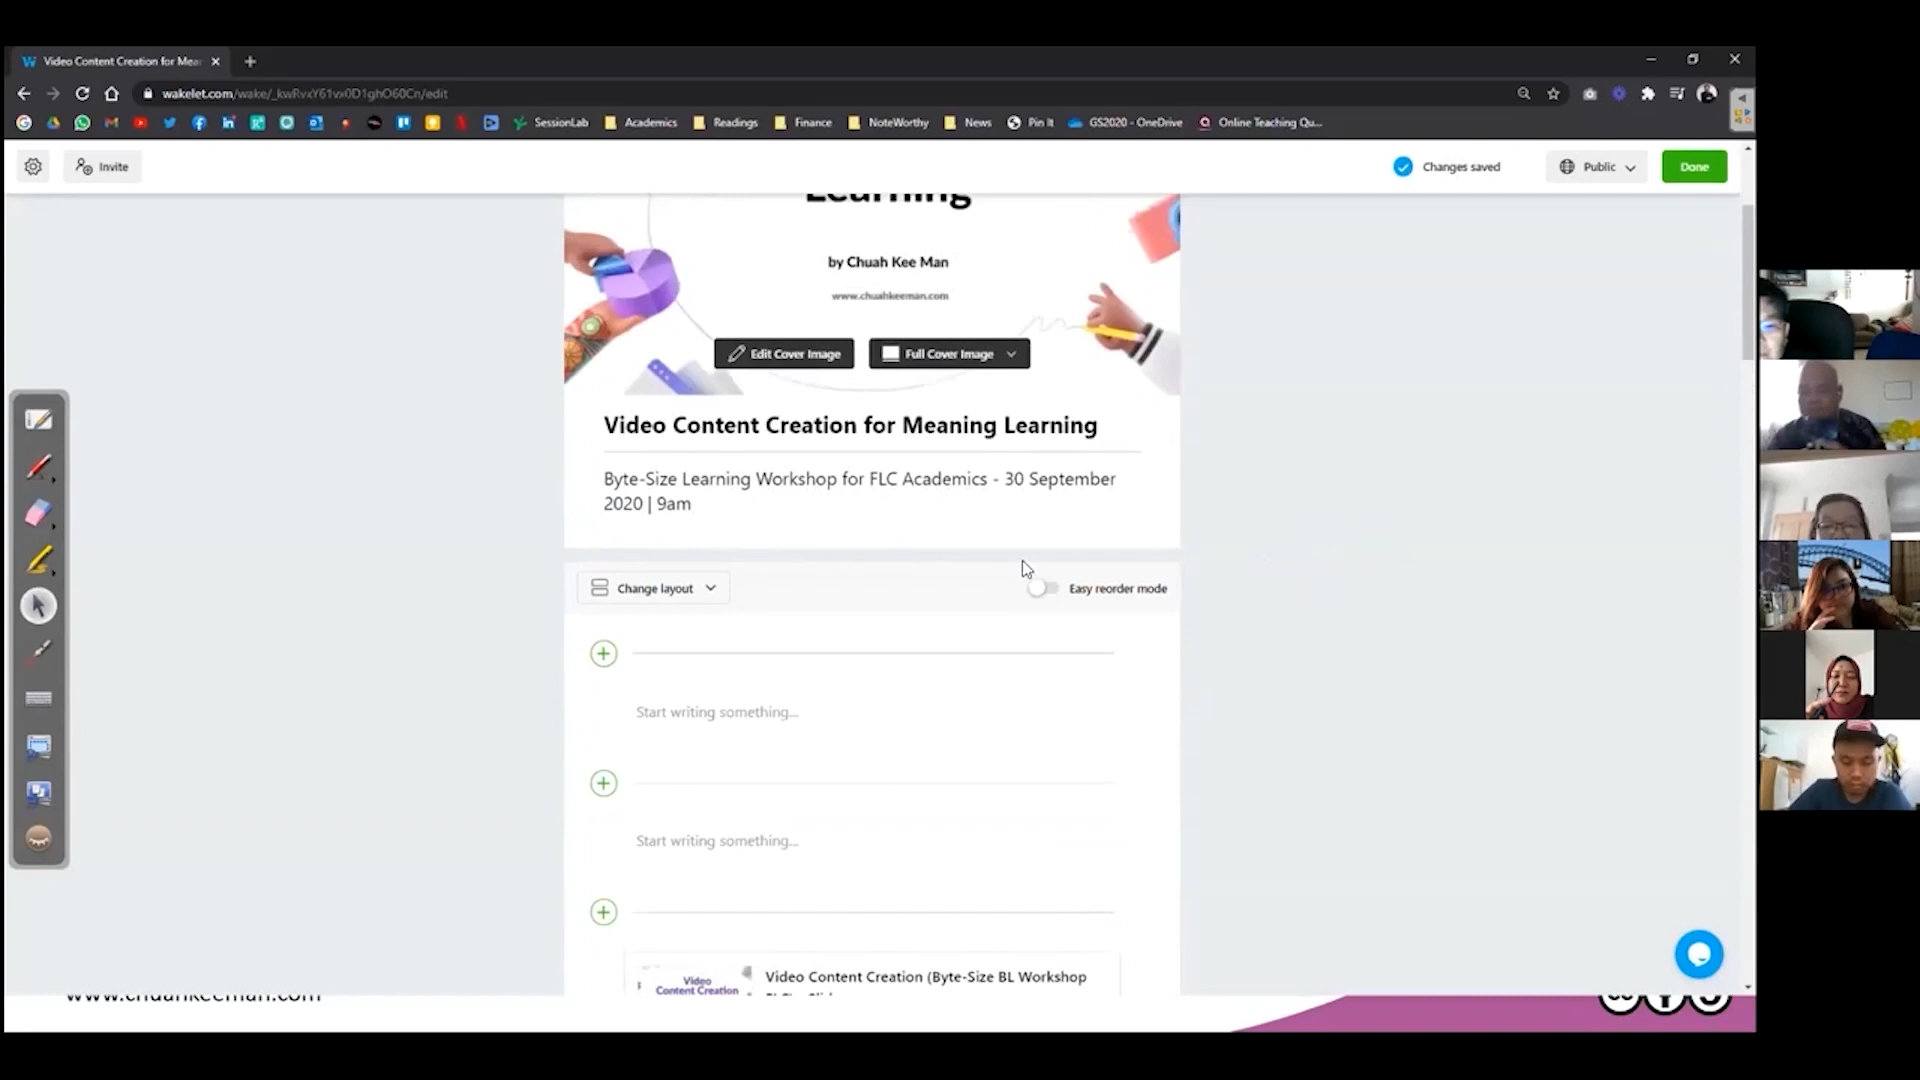 Video Content Creation for Mea
wakelet.com/wake/_kwRvxY61vx0D1ghO60Cn/edit
SessionLab
Academics
Readings
Finance
NoteWorthy
News
Pin It
GS2020 - OneDrive
Online Teaching Qu...
Invite
Changes saved
Public
Done
Learning
by Chuah Kee Man
www.chuahkeeman.com
Edit Cover Image
Full Cover Image
Video Content Creation for Meaning Learning
Byte-Size Learning Workshop for FLC Academics - 30 September
2020 | 9am
Change layout
Easy reorder mode
Start writing something...
Start writing something...
Video
Content Creation
Video Content Creation (Byte-Size BL Workshop
www.chuahkeeman.com